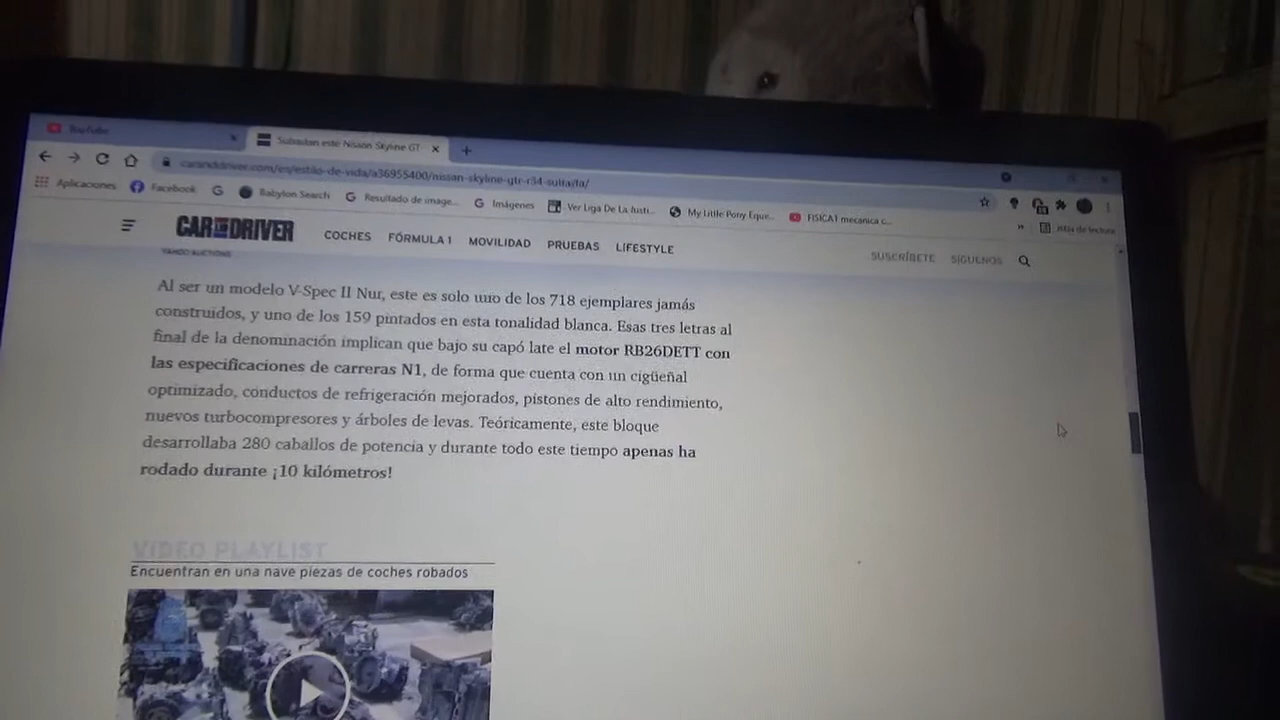 YouTube
Subastan este Nissan Skyline GT-
caranddriver.com/es/estilo-de-vida/a36955400/nissan-skyline-gtr-r34-subasta/
Aplicaciones
Facebook
Babylon Search
Resultado de image...
Imágenes
Ver Liga De La Justi...
My Little Pony Eque...
FISICA1 mecanica c...
»
Lista de lectura
CAR AND DRIVER
COCHES
FÓRMULA 1
MOVILIDAD
PRUEBAS
LIFESTYLE
SUSCRÍBETE
SÍGUENOS
YAHOO AUCTIONS
Al ser un modelo V-Spec II Nur, este es solo uno de los 718 ejemplares jamás
construidos, y uno de los 159 pintados en esta tonalidad blanca. Esas tres letras al
final de la denominación implican que bajo su capó late el motor RB26DETT con
las especificaciones de carreras N1, de forma que cuenta con un cigüeñal
optimizado, conductos de refrigeración mejorados, pistones de alto rendimiento,
nuevos turbocompresores y árboles de levas. Teóricamente, este bloque
desarrollaba 280 caballos de potencia y durante todo este tiempo apenas ha
rodado durante ¡10 kilómetros!
VIDEO PLAYLIST
Encuentran en una nave piezas de coches robados